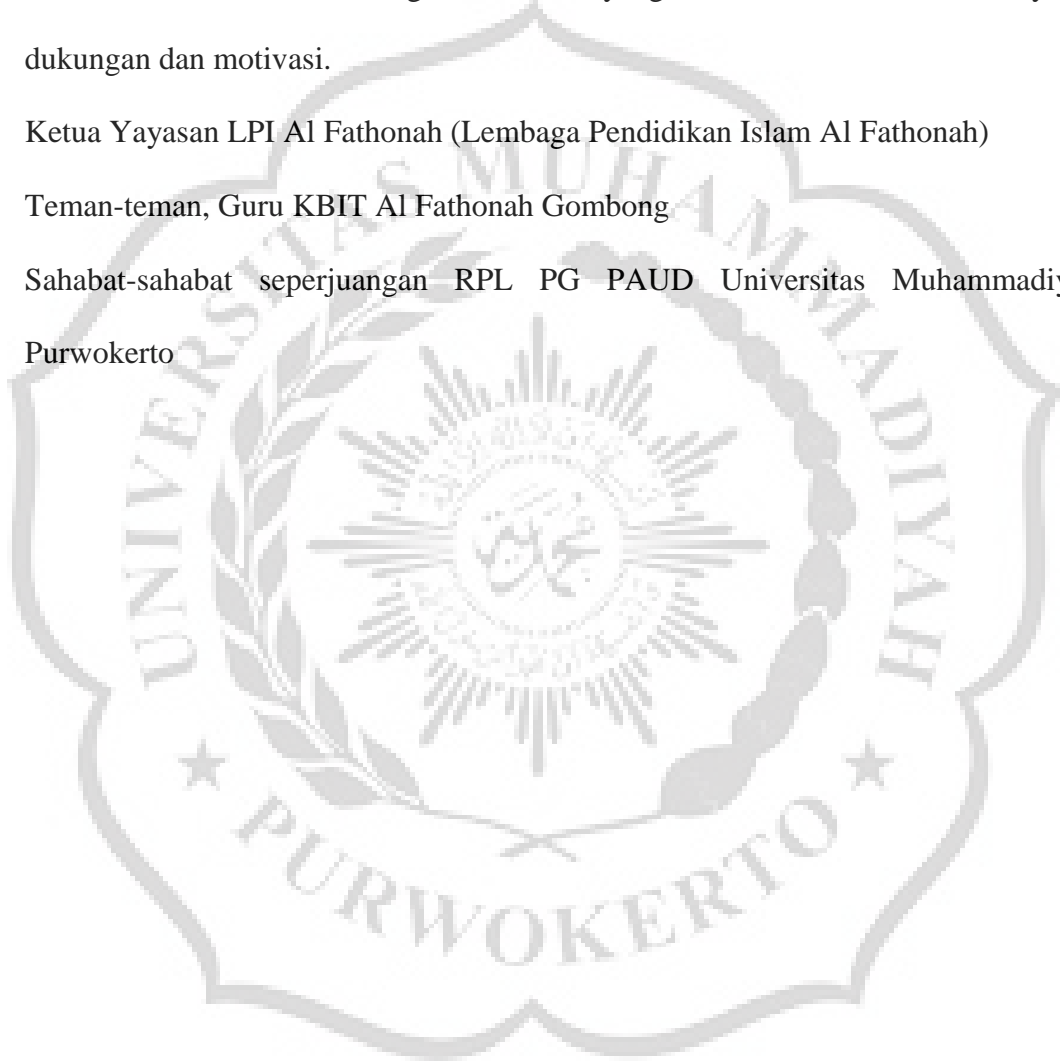 dukungan dan motivasi.
Ketua Yayasan LPI Al Fathonah (Lembaga Pendidikan Islam Al Fathonah)
Teman-teman, Guru KBIT Al Fathonah Gombong
Sahabat-sahabat seperjuangan RPL PG PAUD Universitas
Purwokerto
UNIVERSITAS MUHAMMADIYAH
PURWOKERTO